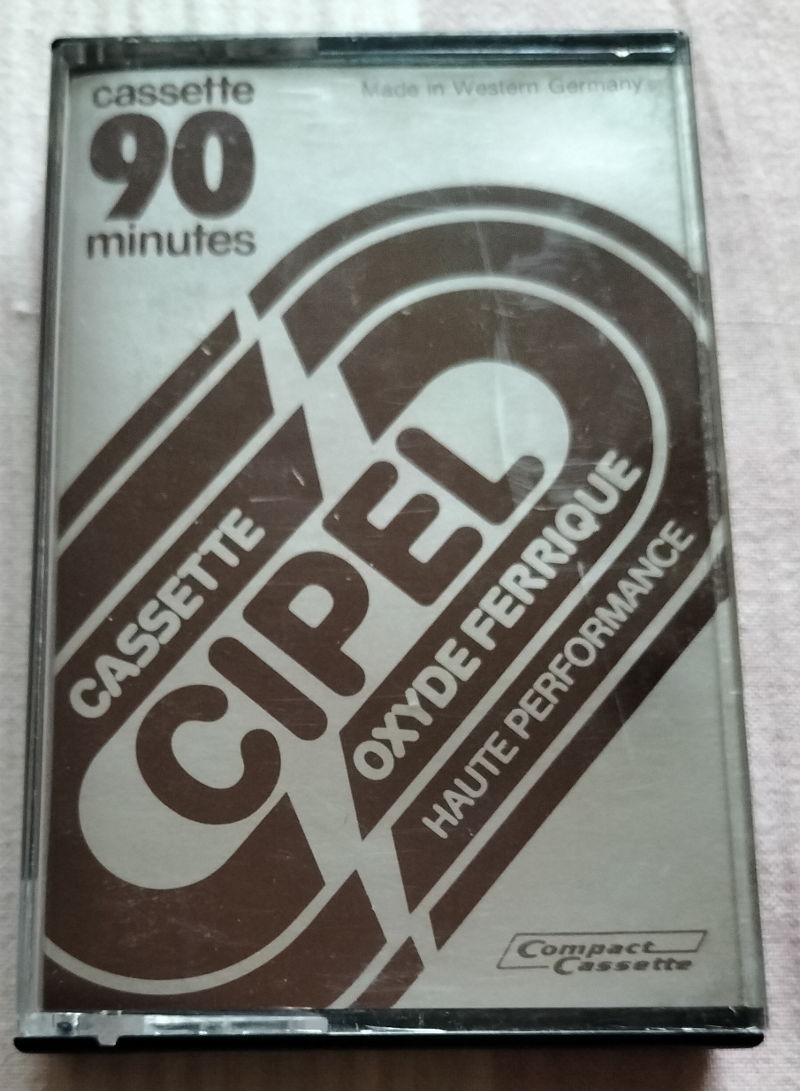 cassette
90
minutes
Made in Western Germany
CASSETTE
CIPEL
OXYDE FERRIQUE
HAUTE PERFORMANCE
Compact
Cassette